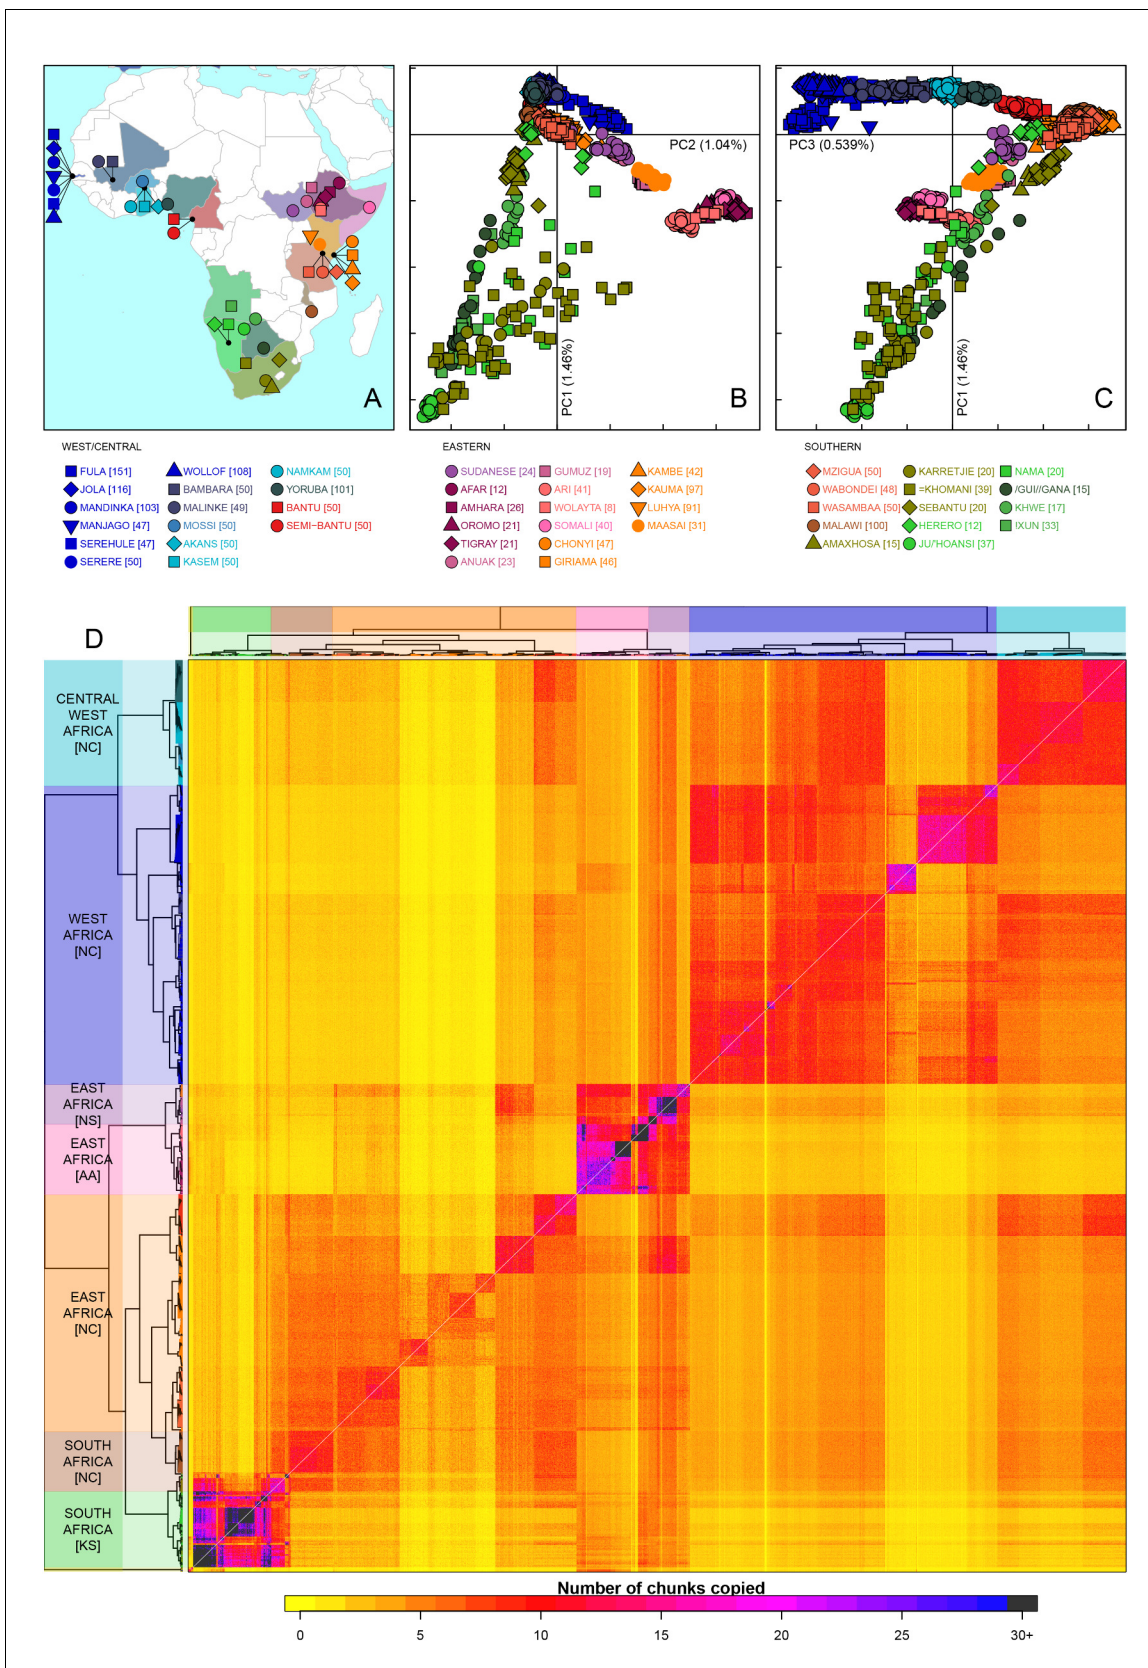 A
PC2 (1.04%)
PC1 (1.46%)
B
PC3 (0.539%)
PC1 (1.46%)
C
WEST/CENTRAL
FULA [151]
JOLA [116]
MANDINKA [103]
MANJAGO [47]
SEREHULE [47]
SERERE [50]
WOLLOF [108]
BAMBARA [50]
MALINKE [49]
MOSSI [50]
AKANS [50]
KASEM [50]
NAMKAM [50]
YORUBA [101]
BANTU [50]
SEMI−BANTU [50]
EASTERN
SUDANESE [24]
AFAR [12]
AMHARA [26]
OROMO [21]
TIGRAY [21]
ANUAK [23]
GUMUZ [19]
ARI [41]
WOLAYTA [8]
SOMALI [40]
CHONYI [47]
GIRIAMA [46]
KAMBE [42]
KAUMA [97]
LUHYA [91]
MAASAI [31]
SOUTHERN
MZIGUA [50]
WABONDEI [48]
WASAMBAA [50]
MALAWI [100]
AMAXHOSA [15]
KARRETJIE [20]
=KHOMANI [39]
SEBANTU [20]
HERERO [12]
JU/'HOANSI [37]
NAMA [20]
/GUI//GANA [15]
KHWE [17]
IXUN [33]
D
CENTRAL
WEST
AFRICA
[NC]
WEST
AFRICA
[NC]
EAST
AFRICA
[NS]
EAST
AFRICA
[AA]
EAST
AFRICA
[NC]
SOUTH
AFRICA
[NC]
SOUTH
AFRICA
[KS]
Number of chunks copied
0 5 10 15 20 25 30+